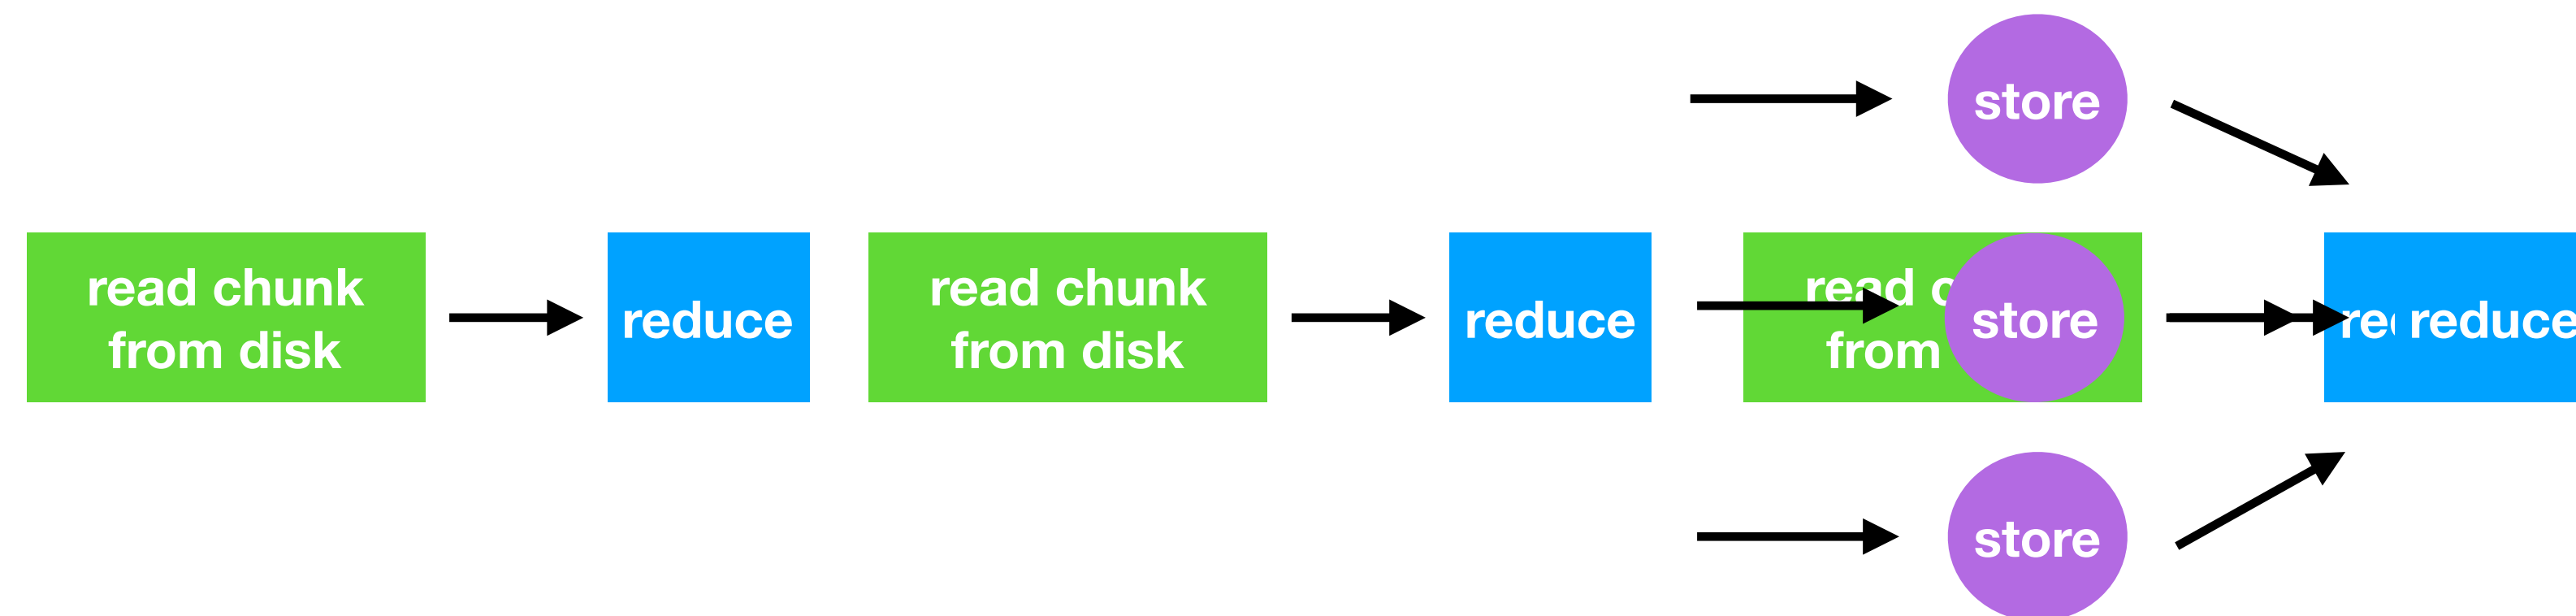 store
read chunk
from disk
reduce
read chunk
from disk
reduce
read
from
store
reduce
store